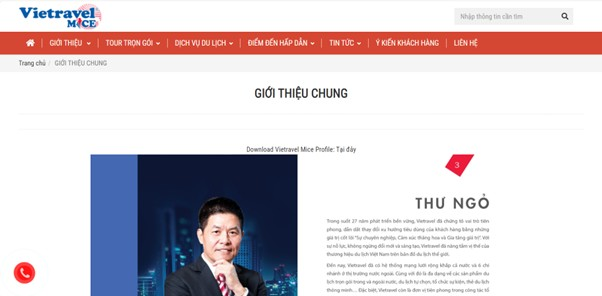 Vietravel
MICE
Nhập thông tin cần tìm
GIỚI THIỆU
TOUR TRỌN GÓI
DỊCH VỤ DU LỊCH
ĐIỂM ĐẾN HẤP DẪN
TIN TỨC
Ý KIẾN KHÁCH HÀNG
LIÊN HỆ
Trang chủ / GIỚI THIỆU CHUNG
GIỚI THIỆU CHUNG
Download Vietravel Mice Profile: Tại đây
3
THƯ NGỎ
Trong suốt 27 năm phát triển bền vững, Vietravel đã chứng tỏ vai trò tiên
phong, dẫn dắt thay đổi xu hướng tiêu dùng của khách hàng bằng những
giá trị cốt lõi "Sự chuyên nghiệp, Cảm xúc thăng hoa và Gia tăng giá trị". Với
sự nỗ lực, không ngừng đổi mới và sáng tạo, Vietravel đã nâng tầm vị thế của
thương hiệu du lịch Việt Nam trên bản đồ du lịch thế giới.
Đến nay, Vietravel đã có hệ thống mạng lưới rộng khắp cả nước và 6 chi
nhánh ở thị trường nước ngoài. Cùng với đó là đa dạng về các sản phẩm du
lịch trọn gói trong và ngoài nước, du lịch tự chọn, tổ chức sự kiện, thẻ du lịch
thông minh,... Đặc biệt, Vietravel còn là đơn vị tiên phong trong công tác tổ